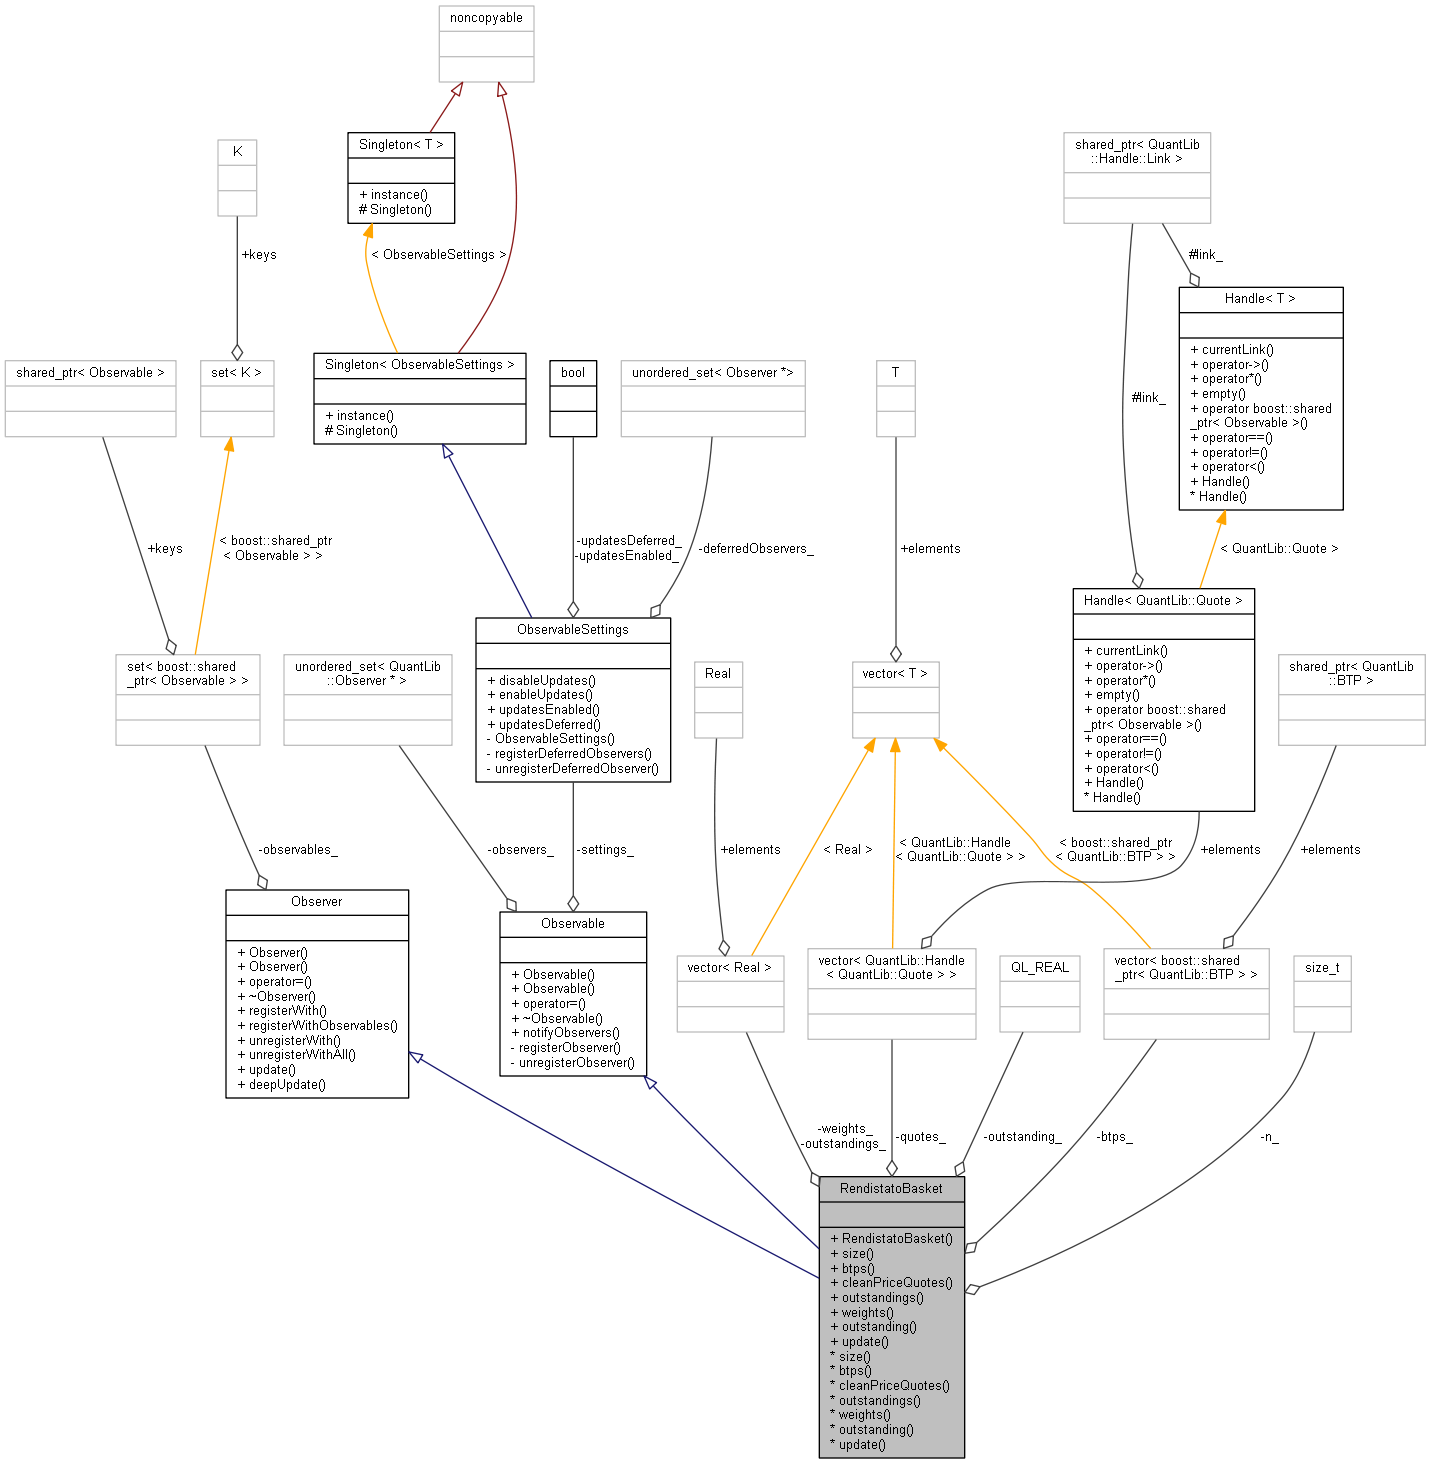 noncopyable
Singleton< T >
+ instance()
# Singleton()
K
shared_ptr< QuantLib
::Handle::Link >
+keys
< ObservableSettings >
#link_
Handle< T >
+ currentLink()
+ operator->()
+ operator*()
+ empty()
+ operator boost::shared
_ptr< Observable >()
+ operator==()
+ operator!=()
+ operator<()
+ Handle()
* Handle()
shared_ptr< Observable >
set< K >
Singleton< ObservableSettings >
+ instance()
# Singleton()
bool
unordered_set< Observer *>
T
#link_
+keys
< boost::shared_ptr
< Observable > >
-updatesDeferred_
-updatesEnabled_
-deferredObservers_
+elements
< QuantLib::Quote >
set< boost::shared
_ptr< Observable > >
unordered_set< QuantLib
::Observer * >
ObservableSettings
+ disableUpdates()
+ enableUpdates()
+ updatesEnabled()
+ updatesDeferred()
- ObservableSettings()
- registerDeferredObservers()
- unregisterDeferredObserver()
Real
vector< T >
Handle< QuantLib::Quote >
+ currentLink()
+ operator->()
+ operator*()
+ empty()
+ operator boost::shared
_ptr< Observable >()
+ operator==()
+ operator!=()
+ operator<()
+ Handle()
* Handle()
shared_ptr< QuantLib
::BTP >
-observables_
-observers_
-settings_
+elements
< Real >
< QuantLib::Handle
< QuantLib::Quote > >
< boost::shared_ptr
< QuantLib::BTP > >
+elements
+elements
Observer
+ Observer()
+ Observer()
+ operator=()
+ ~Observer()
+ registerWith()
+ registerWithObservables()
+ unregisterWith()
+ unregisterWithAll()
+ update()
+ deepUpdate()
Observable
+ Observable()
+ Observable()
+ operator=()
+ ~Observable()
+ notifyObservers()
- registerObserver()
- unregisterObserver()
vector< Real >
vector< QuantLib::Handle
< QuantLib::Quote > >
QL_REAL
vector< boost::shared
_ptr< QuantLib::BTP > >
size_t
-weights_
-outstandings_
-quotes_
-outstanding_
-btps_
-n_
RendistatoBasket
+ RendistatoBasket()
+ size()
+ btps()
+ cleanPriceQuotes()
+ outstandings()
+ weights()
+ outstanding()
+ update()
* size()
* btps()
* cleanPriceQuotes()
* outstandings()
* weights()
* outstanding()
* update()